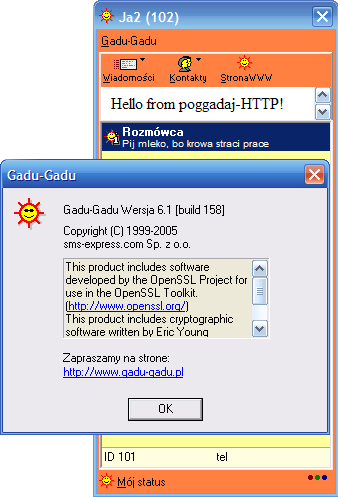 Ja2 (102)
Gadu-Gadu
Wiadomości Kontakty StronaWWW
Hello from poggadaj-HTTP!
Rozmówca
Pij mleko, bo krowa straci prace
Gadu-Gadu
Gadu-Gadu Wersja 6.1 [build 158]
Copyright (C) 1999-2005
sms-express.com Sp. z o.o.
This product includes software
developed by the OpenSSL Project for
use in the OpenSSL Toolkit.
(http://www.openssl.org/)
This product includes cryptographic
software written by Eric Young
Zapraszamy na stronę:
http://www.gadu-gadu.pl
OK
ID 101 tel
Mój status